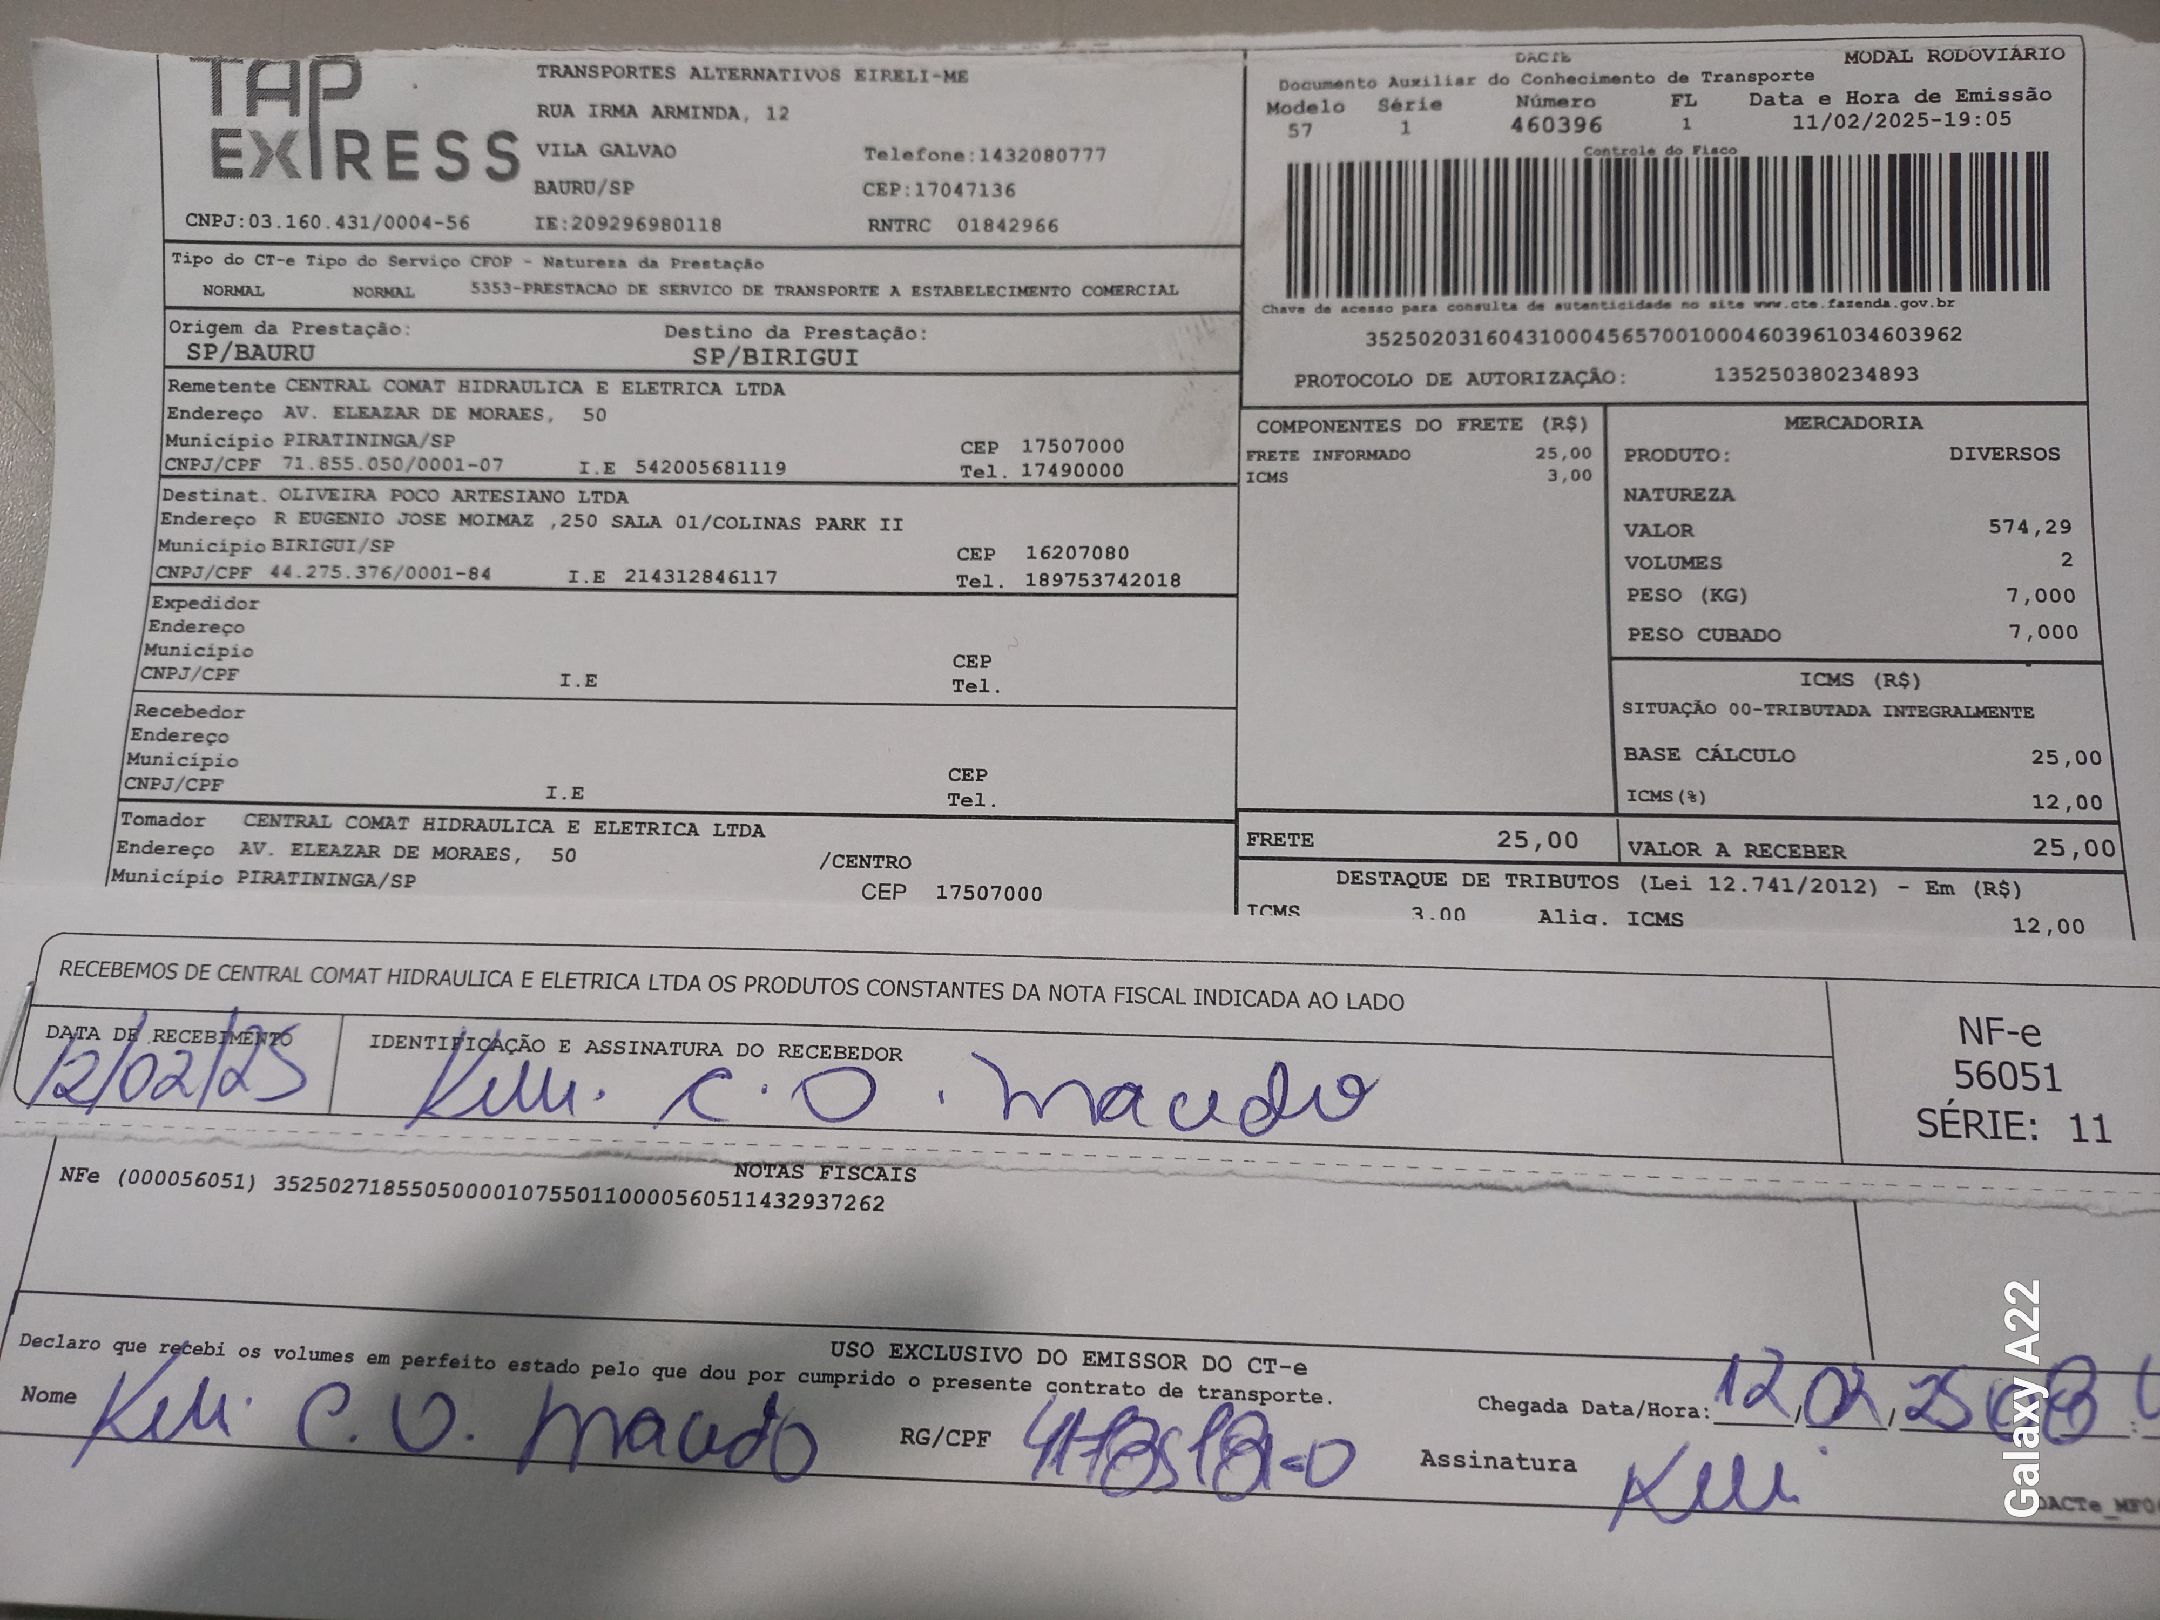 TAP EXPRESS
TRANSPORTES ALTERNATIVOS EIRELI-ME
RUA IRMA ARMINDA, 12
VILA GALVAO Telefone:1432080777
BAURU/SP CEP:17047136
CNPJ:03.160.431/0004-56 IE:209296980118 RNTRC 01842966
Tipo do CT-e Tipo do Serviço CFOP - Natureza da Prestação
NORMAL NORMAL 5353-PRESTACAO DE SERVICO DE TRANSPORTE A ESTABELECIMENTO COMERCIAL
Origem da Prestação: Destino da Prestação:
SP/BAURU SP/BIRIGUI
Remetente CENTRAL COMAT HIDRAULICA E ELETRICA LTDA
Endereço AV. ELEAZAR DE MORAES, 50
Município PIRATININGA/SP CEP 17507000
CNPJ/CPF 71.855.050/0001-07 I.E 542005681119 Tel. 17490000
Destinat. OLIVEIRA POCO ARTESIANO LTDA
Endereço R EUGENIO JOSE MOIMAZ ,250 SALA 01/COLINAS PARK II
Município BIRIGUI/SP CEP 16207080
CNPJ/CPF 44.275.376/0001-84 I.E 214312846117 Tel. 189753742018
Expedidor
Endereço
Município CEP
CNPJ/CPF I.E Tel.
Recebedor
Endereço
Município CEP
CNPJ/CPF I.E Tel.
Tomador CENTRAL COMAT HIDRAULICA E ELETRICA LTDA
Endereço AV. ELEAZAR DE MORAES, 50 /CENTRO
Município PIRATININGA/SP CEP 17507000
DACTE MODAL RODOVIÁRIO
Documento Auxiliar do Conhecimento de Transporte
Modelo Série Número FL Data e Hora de Emissão
57 1 460396 1 11/02/2025-19:05
Controle do Fisco
Chave de acesso para consulta de autenticidade no site www.cte.fazenda.gov.br
35250203160431000456570010004603961034603962
PROTOCOLO DE AUTORIZAÇÃO: 135250380234893
COMPONENTES DO FRETE (R$)
FRETE INFORMADO 25,00
ICMS 3,00
MERCADORIA
PRODUTO: DIVERSOS
NATUREZA
VALOR 574,29
VOLUMES 2
PESO (KG) 7,000
PESO CUBADO 7,000
ICMS (R$)
SITUAÇÃO 00-TRIBUTADA INTEGRALMENTE
BASE CÁLCULO 25,00
ICMS(%) 12,00
FRETE 25,00 VALOR A RECEBER 25,00
DESTAQUE DE TRIBUTOS (Lei 12.741/2012) - Em (R$)
ICMS 3,00 Aliq. ICMS 12,00
RECEBEMOS DE CENTRAL COMAT HIDRAULICA E ELETRICA LTDA OS PRODUTOS CONSTANTES DA NOTA FISCAL INDICADA AO LADO
DATA DE RECEBIMENTO IDENTIFICAÇÃO E ASSINATURA DO RECEBEDOR
12/02/25 Kelli. C. O. Macedo
NF-e
56051
SÉRIE: 11
NOTAS FISCAIS
NFe (000056051) 35250271855050000107550110000560511432937262
USO EXCLUSIVO DO EMISSOR DO CT-e
Declaro que recebi os volumes em perfeito estado pelo que dou por cumprido o presente contrato de transporte.
Nome Kelli. C. O. Macedo RG/CPF
Chegada Data/Hora: 12,02,25
Assinatura Kelli
DACTe_MF0
Galaxy A22